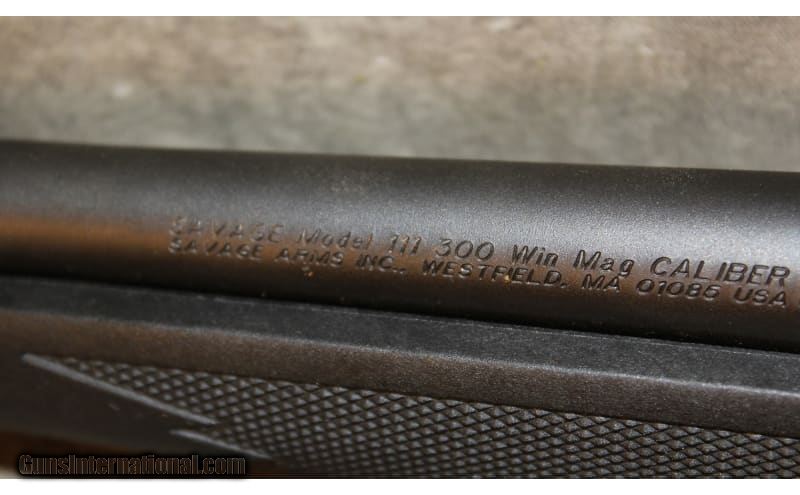 SAVAGE Model 111 300 Win Mag CALIBER
SAVAGE ARMS INC., WESTFIELD, MA 01085 USA
GunsInternational.com